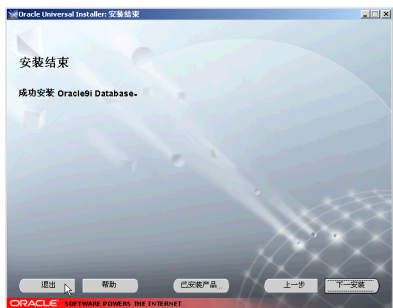 Oracle Universal Installer: 安装结束
安装结束
成功安装 Oracle9i Database。
退出 帮助 已安装产品... 上一步 下一安装
ORACLE SOFTWARE POWERS THE INTERNET